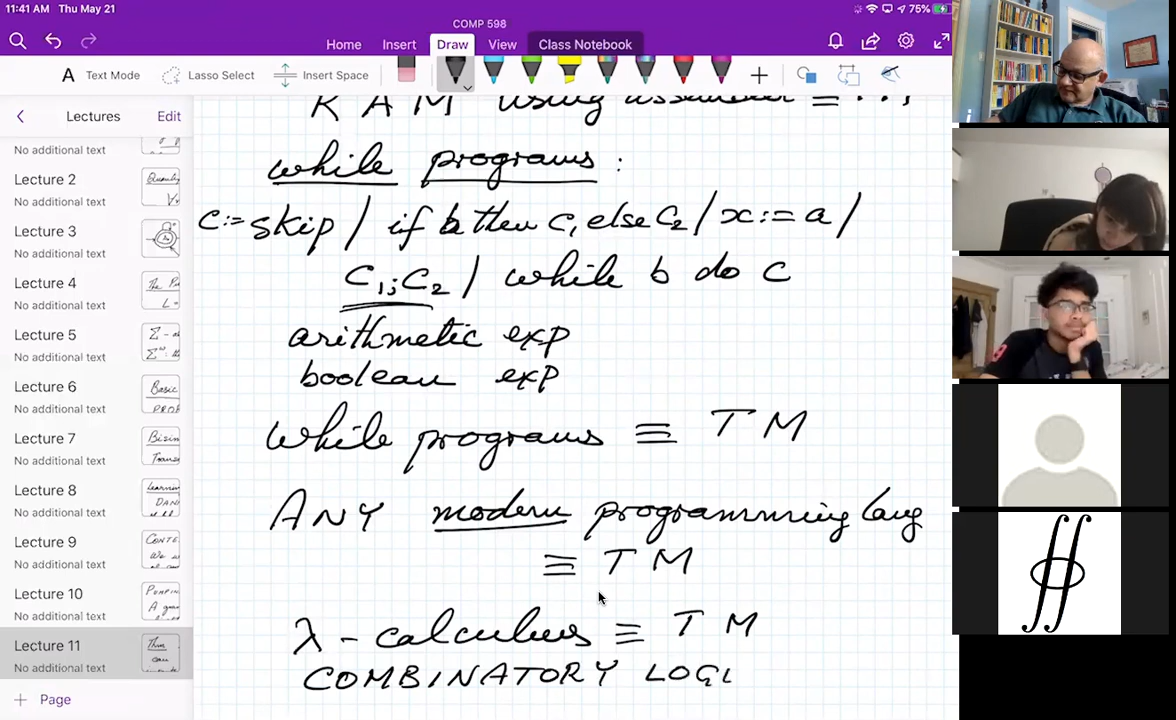 11:41 AM Thu May 21
75%
COMP 598
Home Insert Draw View Class Notebook
Text Mode Lasso Select Insert Space
Lectures Edit
No additional text
Lecture 2
No additional text
Lecture 3
No additional text
Lecture 4
No additional text
Lecture 5
No additional text
Lecture 6
No additional text
Lecture 7
No additional text
Lecture 8
No additional text
Lecture 9
No additional text
Lecture 10
No additional text
Lecture 11
No additional text
+ Page
RAM using ≡ ...
while programs :
C:= skip / if b then C1 else C2 / x := a /
C1;C2 / while b do C
arithmetic exp
boolean exp
While programs ≡ TM
ANY modern programming lang
≡ TM
λ - calculus ≡ TM
COMBINATORY LOGI
∯